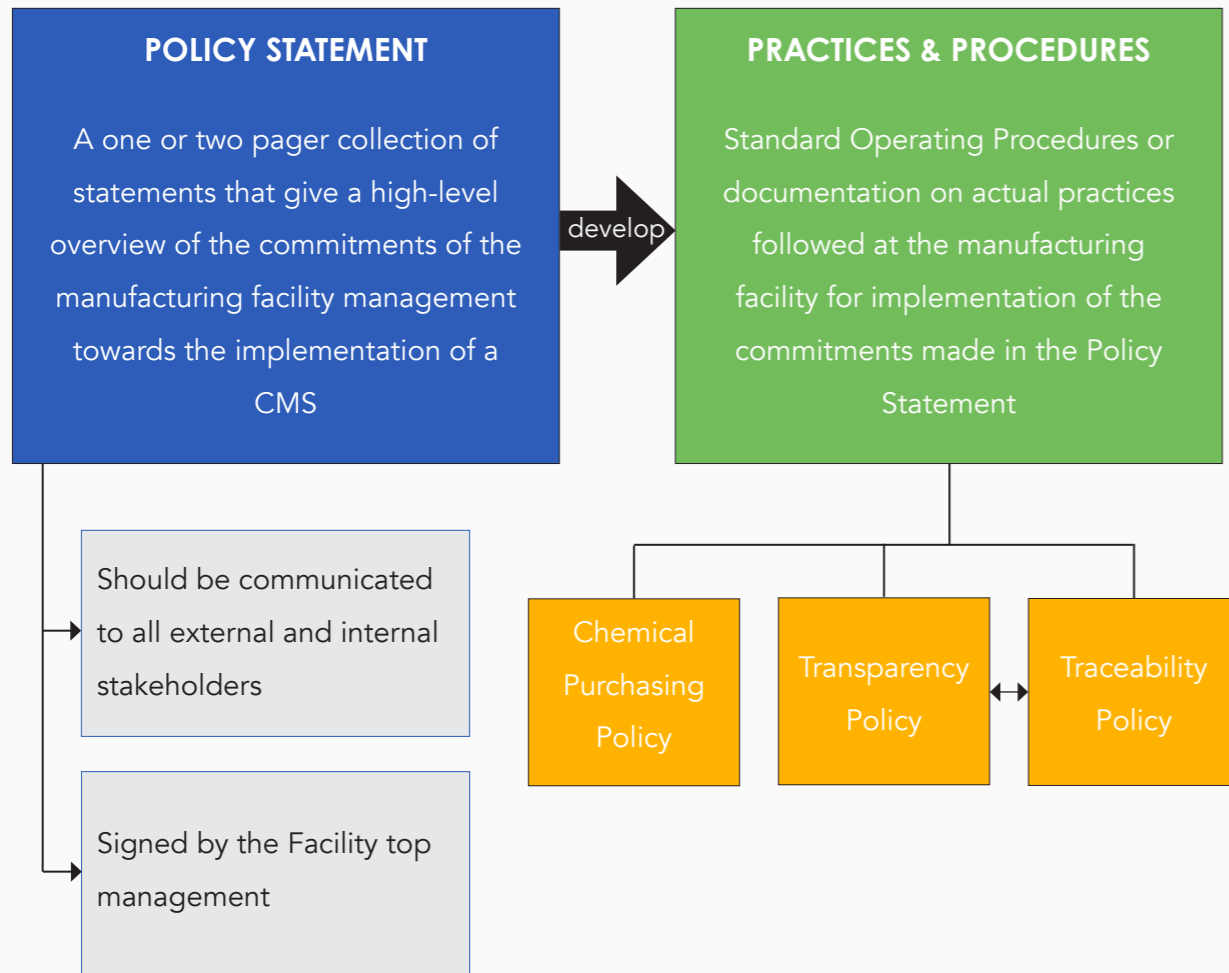 POLICY STATEMENT
A one or two pager collection of
statements that give a high-level
overview of the commitments of the
manufacturing facility management
towards the implementation of a
CMS
develop
PRACTICES & PROCEDURES
Standard Operating Procedures or
documentation on actual practices
followed at the manufacturing
facility for implementation of the
commitments made in the Policy
Statement
Should be communicated
to all external and internal
stakeholders
Signed by the Facility top
management
Chemical
Purchasing
Policy
Transparency
Policy
Traceability
Policy